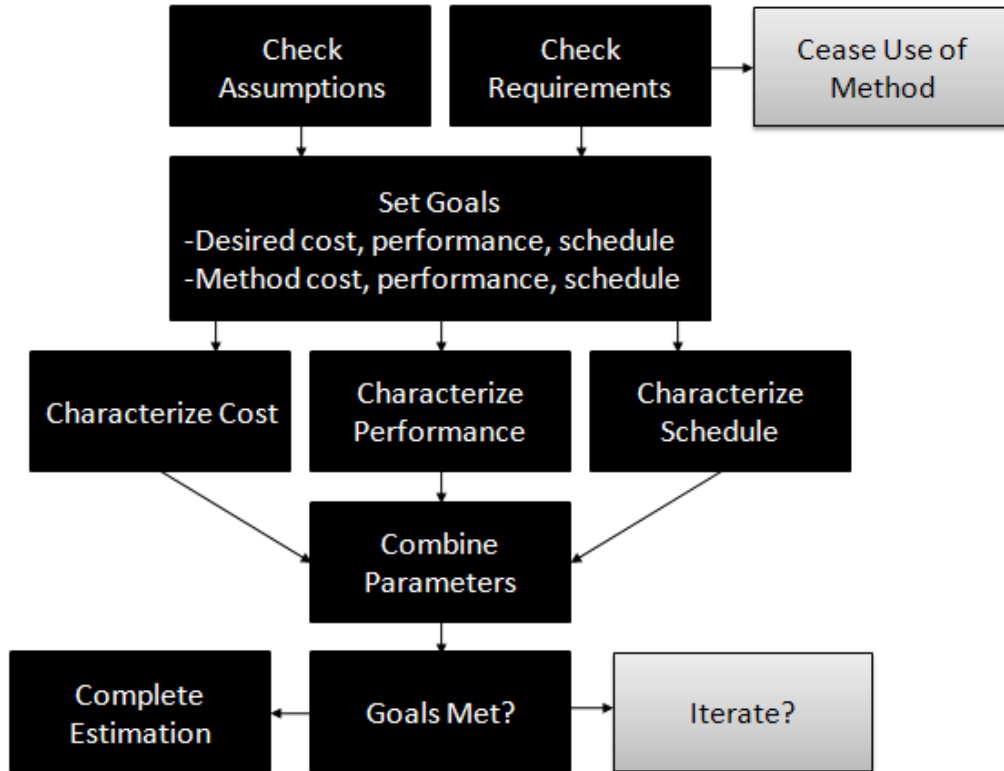 Check
Assumptions
Check
Requirements
Cease Use of
Method
Set Goals
-Desired cost, performance, schedule
-Method cost, performance, schedule
Characterize Cost
Characterize
Performance
Characterize
Schedule
Combine
Parameters
Complete
Estimation
Goals Met?
Iterate?